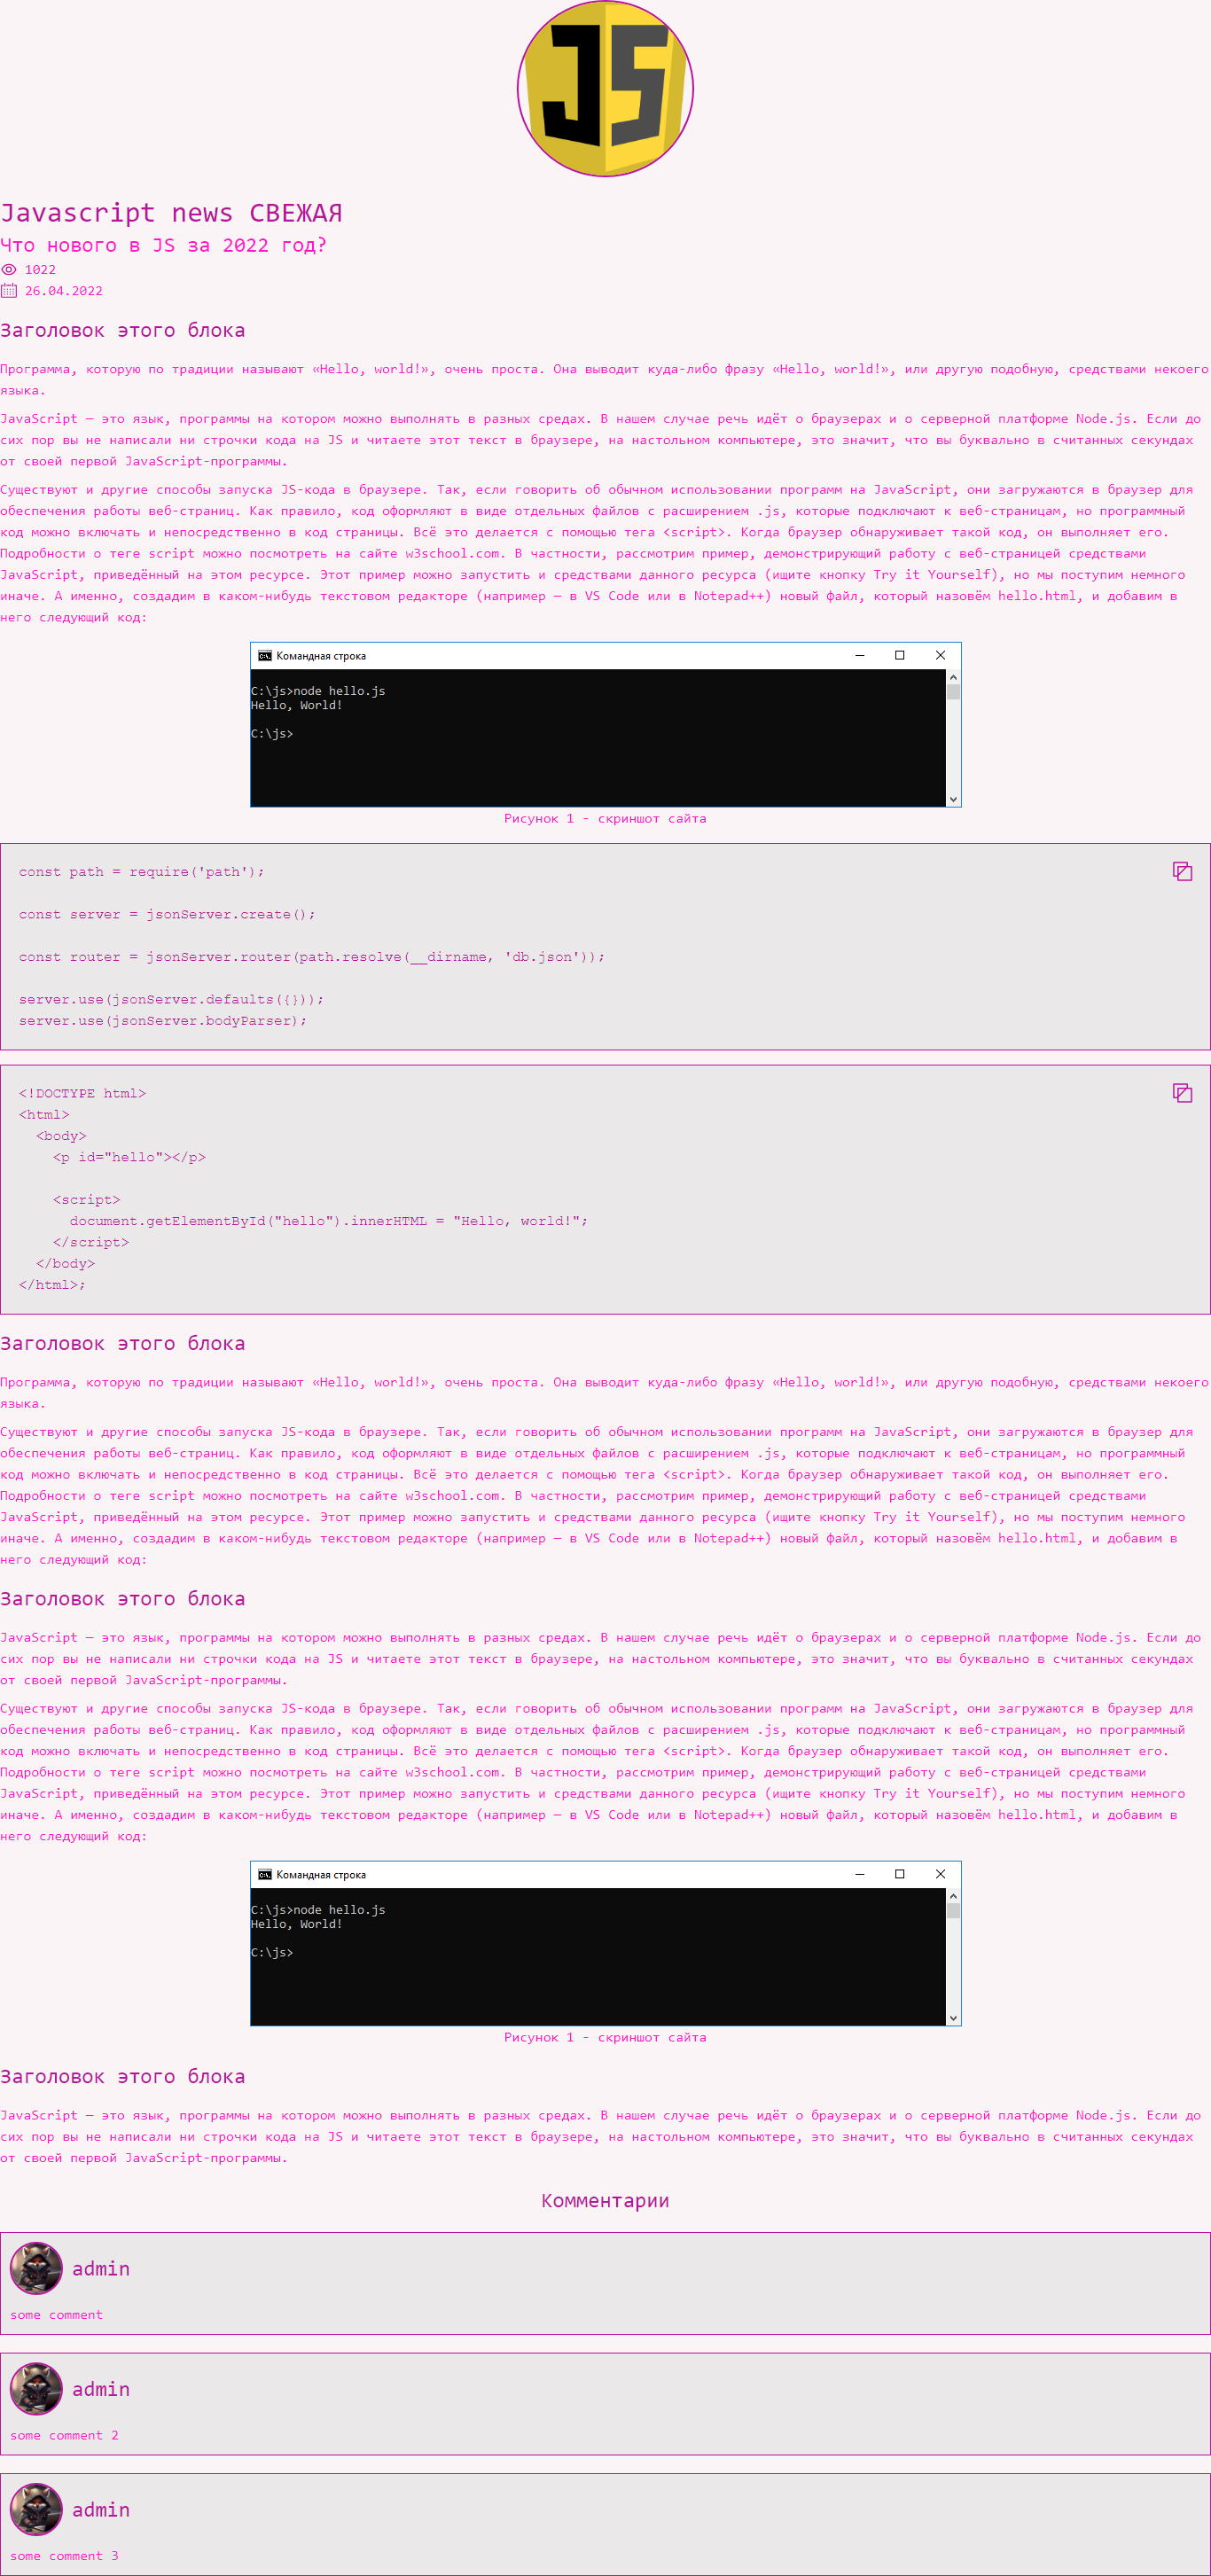 JS
Javascript news СВЕЖАЯ
Что нового в JS за 2022 год?
1022
26.04.2022
Заголовок этого блока
Программа, которую по традиции называют «Hello, world!», очень проста. Она выводит куда-либо фразу «Hello, world!», или другую подобную, средствами некоего
языка.
JavaScript — это язык, программы на котором можно выполнять в разных средах. В нашем случае речь идёт о браузерах и о серверной платформе Node.js. Если до
сих пор вы не написали ни строчки кода на JS и читаете этот текст в браузере, на настольном компьютере, это значит, что вы буквально в считанных секундах
от своей первой JavaScript-программы.
Существуют и другие способы запуска JS-кода в браузере. Так, если говорить об обычном использовании программ на JavaScript, они загружаются в браузер для
обеспечения работы веб-страниц. Как правило, код оформляют в виде отдельных файлов с расширением .js, которые подключают к веб-страницам, но программный
код можно включать и непосредственно в код страницы. Всё это делается с помощью тега <script>. Когда браузер обнаруживает такой код, он выполняет его.
Подробности о теге script можно посмотреть на сайте w3school.com. В частности, рассмотрим пример, демонстрирующий работу с веб-страницей средствами
JavaScript, приведённый на этом ресурсе. Этот пример можно запустить и средствами данного ресурса (ищите кнопку Try it Yourself), но мы поступим немного
иначе. А именно, создадим в каком-нибудь текстовом редакторе (например — в VS Code или в Notepad++) новый файл, который назовём hello.html, и добавим в
него следующий код:
Командная строка
C:\js>node hello.js
Hello, World!
C:\js>
Рисунок 1 - скриншот сайта
const path = require('path');
const server = jsonServer.create();
const router = jsonServer.router(path.resolve(__dirname, 'db.json'));
server.use(jsonServer.defaults({}));
server.use(jsonServer.bodyParser);
<!DOCTYPE html>
<html>
<body>
<p id="hello"></p>
<script>
document.getElementById("hello").innerHTML = "Hello, world!";
</script>
</body>
</html>;
Заголовок этого блока
Программа, которую по традиции называют «Hello, world!», очень проста. Она выводит куда-либо фразу «Hello, world!», или другую подобную, средствами некоего
языка.
Существуют и другие способы запуска JS-кода в браузере. Так, если говорить об обычном использовании программ на JavaScript, они загружаются в браузер для
обеспечения работы веб-страниц. Как правило, код оформляют в виде отдельных файлов с расширением .js, которые подключают к веб-страницам, но программный
код можно включать и непосредственно в код страницы. Всё это делается с помощью тега <script>. Когда браузер обнаруживает такой код, он выполняет его.
Подробности о теге script можно посмотреть на сайте w3school.com. В частности, рассмотрим пример, демонстрирующий работу с веб-страницей средствами
JavaScript, приведённый на этом ресурсе. Этот пример можно запустить и средствами данного ресурса (ищите кнопку Try it Yourself), но мы поступим немного
иначе. А именно, создадим в каком-нибудь текстовом редакторе (например — в VS Code или в Notepad++) новый файл, который назовём hello.html, и добавим в
него следующий код:
Заголовок этого блока
JavaScript — это язык, программы на котором можно выполнять в разных средах. В нашем случае речь идёт о браузерах и о серверной платформе Node.js. Если до
сих пор вы не написали ни строчки кода на JS и читаете этот текст в браузере, на настольном компьютере, это значит, что вы буквально в считанных секундах
от своей первой JavaScript-программы.
Существуют и другие способы запуска JS-кода в браузере. Так, если говорить об обычном использовании программ на JavaScript, они загружаются в браузер для
обеспечения работы веб-страниц. Как правило, код оформляют в виде отдельных файлов с расширением .js, которые подключают к веб-страницам, но программный
код можно включать и непосредственно в код страницы. Всё это делается с помощью тега <script>. Когда браузер обнаруживает такой код, он выполняет его.
Подробности о теге script можно посмотреть на сайте w3school.com. В частности, рассмотрим пример, демонстрирующий работу с веб-страницей средствами
JavaScript, приведённый на этом ресурсе. Этот пример можно запустить и средствами данного ресурса (ищите кнопку Try it Yourself), но мы поступим немного
иначе. А именно, создадим в каком-нибудь текстовом редакторе (например — в VS Code или в Notepad++) новый файл, который назовём hello.html, и добавим в
него следующий код:
Командная строка
C:\js>node hello.js
Hello, World!
C:\js>
Рисунок 1 - скриншот сайта
Заголовок этого блока
JavaScript — это язык, программы на котором можно выполнять в разных средах. В нашем случае речь идёт о браузерах и о серверной платформе Node.js. Если до
сих пор вы не написали ни строчки кода на JS и читаете этот текст в браузере, на настольном компьютере, это значит, что вы буквально в считанных секундах
от своей первой JavaScript-программы.
Комментарии
admin
some comment
admin
some comment 2
admin
some comment 3